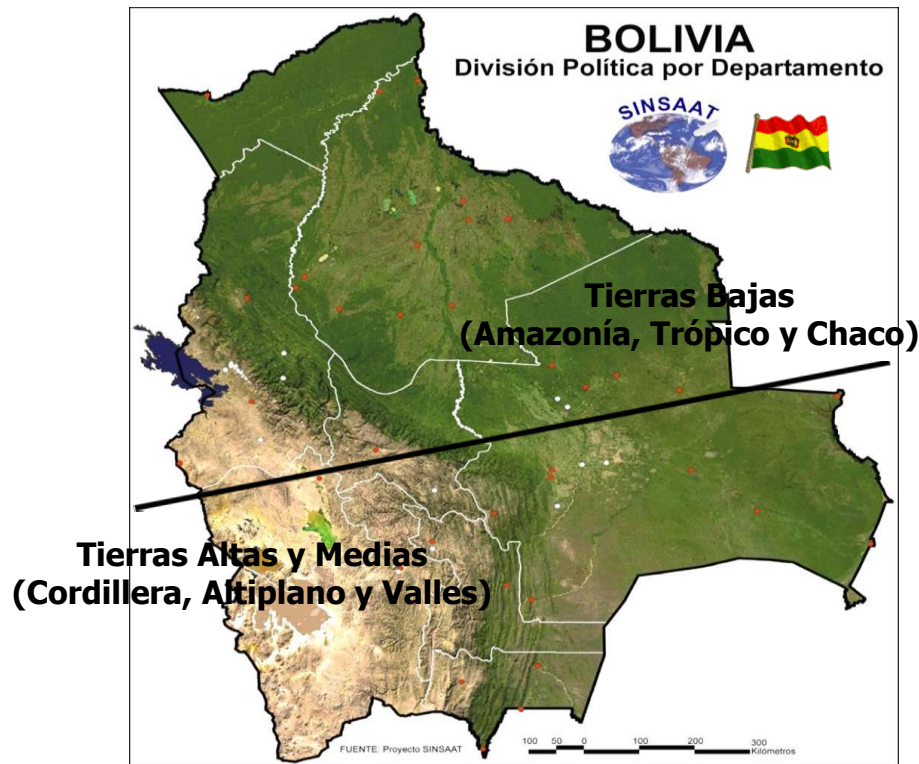 BOLIVIA
División Política por Departamento
SINSAAT
Tierras Bajas
(Amazonía, Trópico y Chaco)
Tierras Altas y Medias
(Cordillera, Altiplano y Valles)
FUENTE: Proyecto SINSAAT
100 50 0 100 200 300
Kilómetros